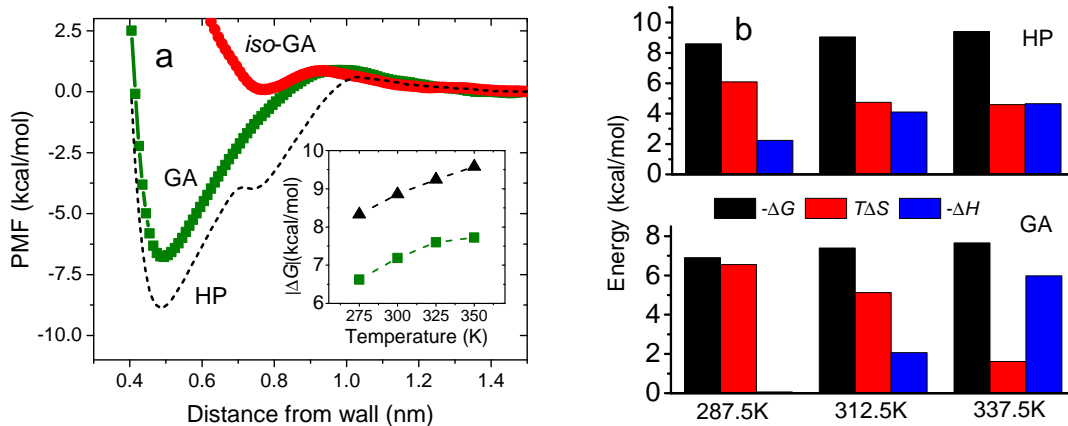 a
iso-GA
GA
HP
PMF (kcal/mol)
2.5
0.0
-2.5
-5.0
-7.5
-10.0
0.4 0.6 0.8 1.0 1.2 1.4
Distance from wall (nm)
|ΔG|(kcal/mol)
10
9
8
7
6
275 300 325 350
Temperature (K)
b
HP
Energy (kcal/mol)
10
8
6
4
2
0
-ΔG TΔS -ΔH
GA
8
6
4
2
0
287.5K 312.5K 337.5K